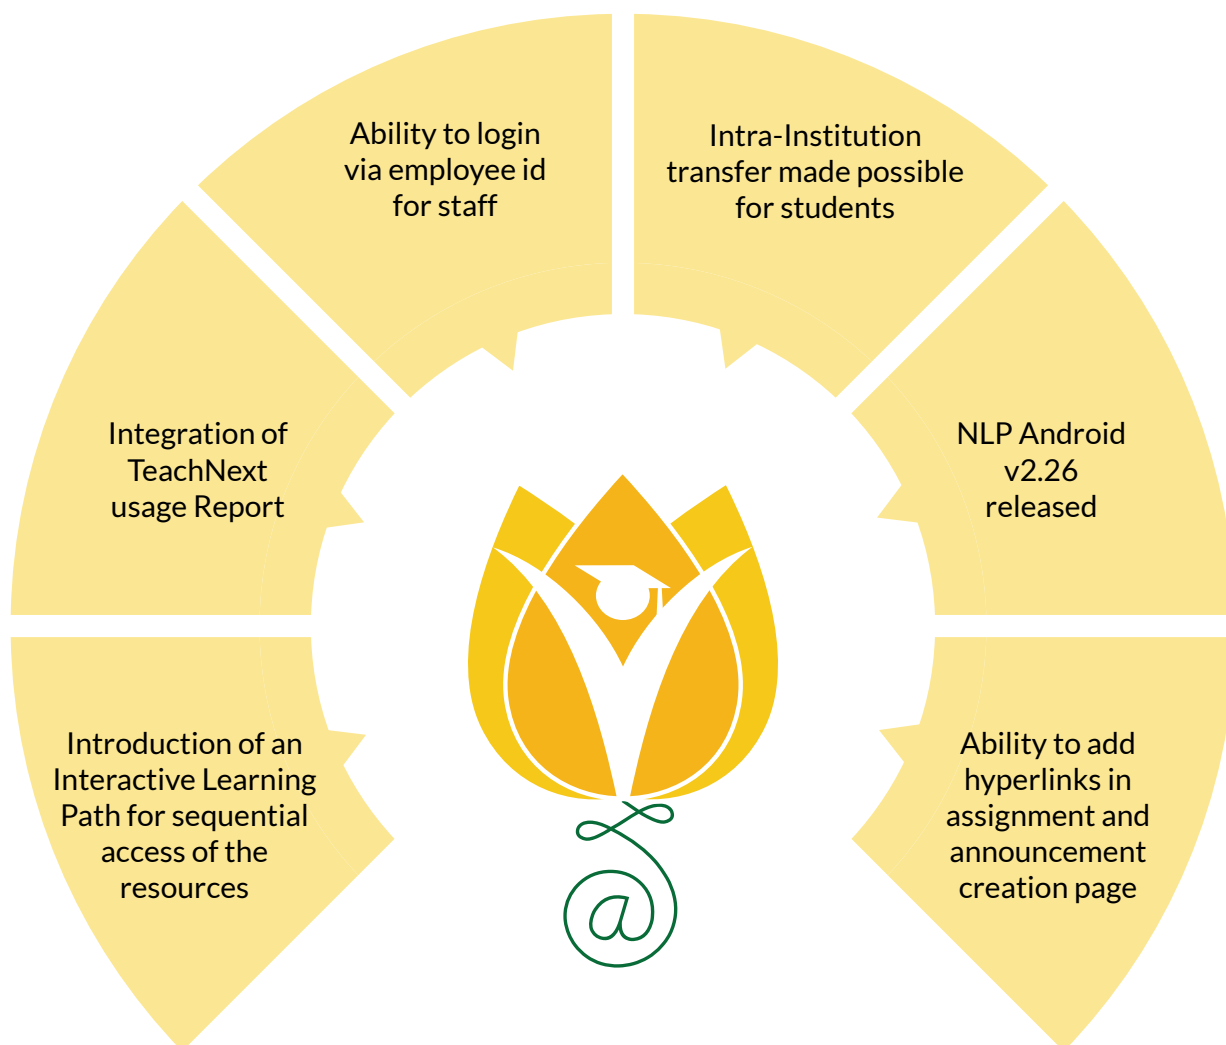 Ability to login
via employee id
for staff
Intra-Institution
transfer made possible
for students
Integration of
TeachNext
usage Report
NLP Android
v2.26
released
Introduction of an
Interactive Learning
Path for sequential
access of the
resources
Ability to add
hyperlinks in
assignment and
announcement
creation page
@